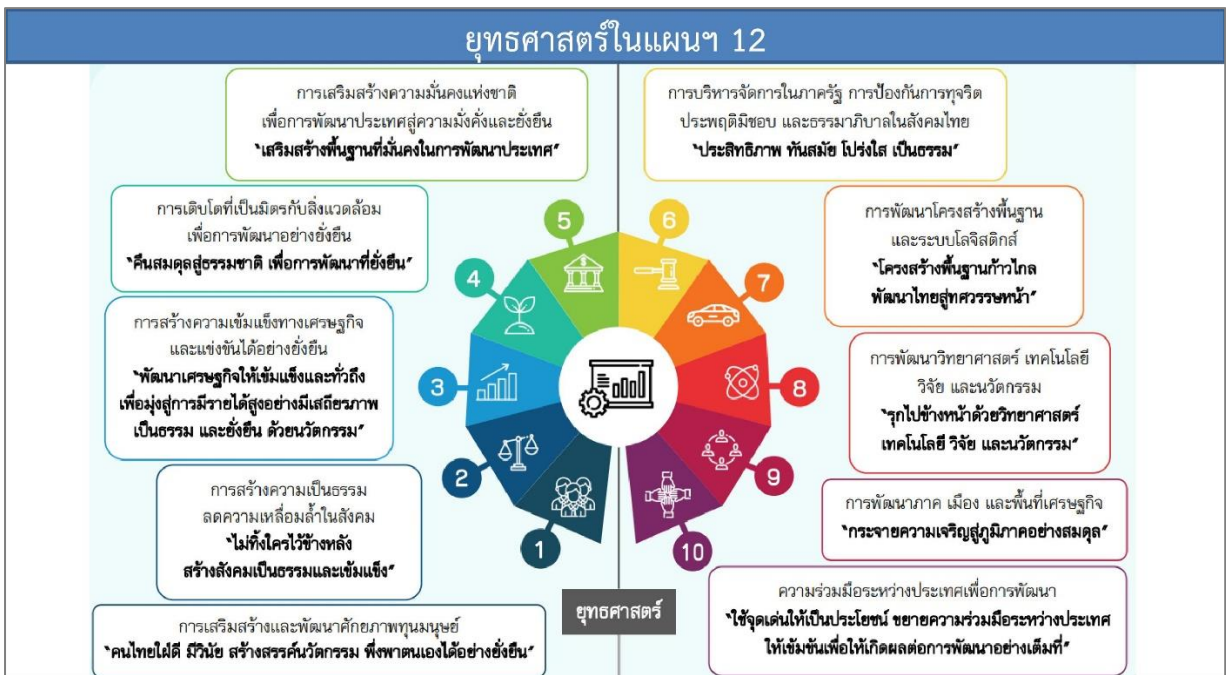 ยุทธศาสตร์ในแผนฯ 12
การเสริมสร้างความมั่นคงแห่งชาติ
เพื่อการพัฒนาประเทศสู่ความมั่งคั่งและยั่งยืน
“เสริมสร้างพื้นฐานที่มั่นคงในการพัฒนาประเทศ”
การบริหารจัดการในภาครัฐ การป้องกันการทุจริต
ประพฤติมิชอบ และธรรมาภิบาลในสังคมไทย
“ประสิทธิภาพ ทันสมัย โปร่งใส เป็นธรรม”
การเติบโตที่เป็นมิตรกับสิ่งแวดล้อม
เพื่อการพัฒนาอย่างยั่งยืน
“คืนสมดุลสู่ธรรมชาติ เพื่อการพัฒนาที่ยั่งยืน”
การพัฒนาโครงสร้างพื้นฐาน
และระบบโลจิสติกส์
“โครงสร้างพื้นฐานก้าวไกล
พัฒนาไทยสู่ทศวรรษหน้า”
การสร้างความเข้มแข็งทางเศรษฐกิจ
และแข่งขันได้อย่างยั่งยืน
“พัฒนาเศรษฐกิจให้เข้มแข็งและทั่วถึง
เพื่อมุ่งสู่การมีรายได้สูงอย่างมีเสถียรภาพ
เป็นธรรม และยั่งยืน ด้วยนวัตกรรม”
การพัฒนาวิทยาศาสตร์ เทคโนโลยี
วิจัย และนวัตกรรม
“รุกไปข้างหน้าด้วยวิทยาศาสตร์
เทคโนโลยี วิจัย และนวัตกรรม”
การสร้างความเป็นธรรม
ลดความเหลื่อมล้ำในสังคม
“ไม่ทิ้งใครไว้ข้างหลัง
สร้างสังคมเป็นธรรมและเข้มแข็ง”
การพัฒนาภาค เมือง และพื้นที่เศรษฐกิจ
“กระจายความเจริญสู่ภูมิภาคอย่างสมดุล”
การเสริมสร้างและพัฒนาศักยภาพทุนมนุษย์
“คนไทยใฝ่ดี มีวินัย สร้างสรรค์นวัตกรรม พึ่งพาตนเองได้อย่างยั่งยืน”
ความร่วมมือระหว่างประเทศเพื่อการพัฒนา
“ใช้จุดเด่นให้เป็นประโยชน์ ขยายความร่วมมือระหว่างประเทศ
ให้เข้มข้นเพื่อให้เกิดผลต่อการพัฒนาอย่างเต็มที่”
5
6
4
7
$
3
8
2
9
1
10
ยุทธศาสตร์